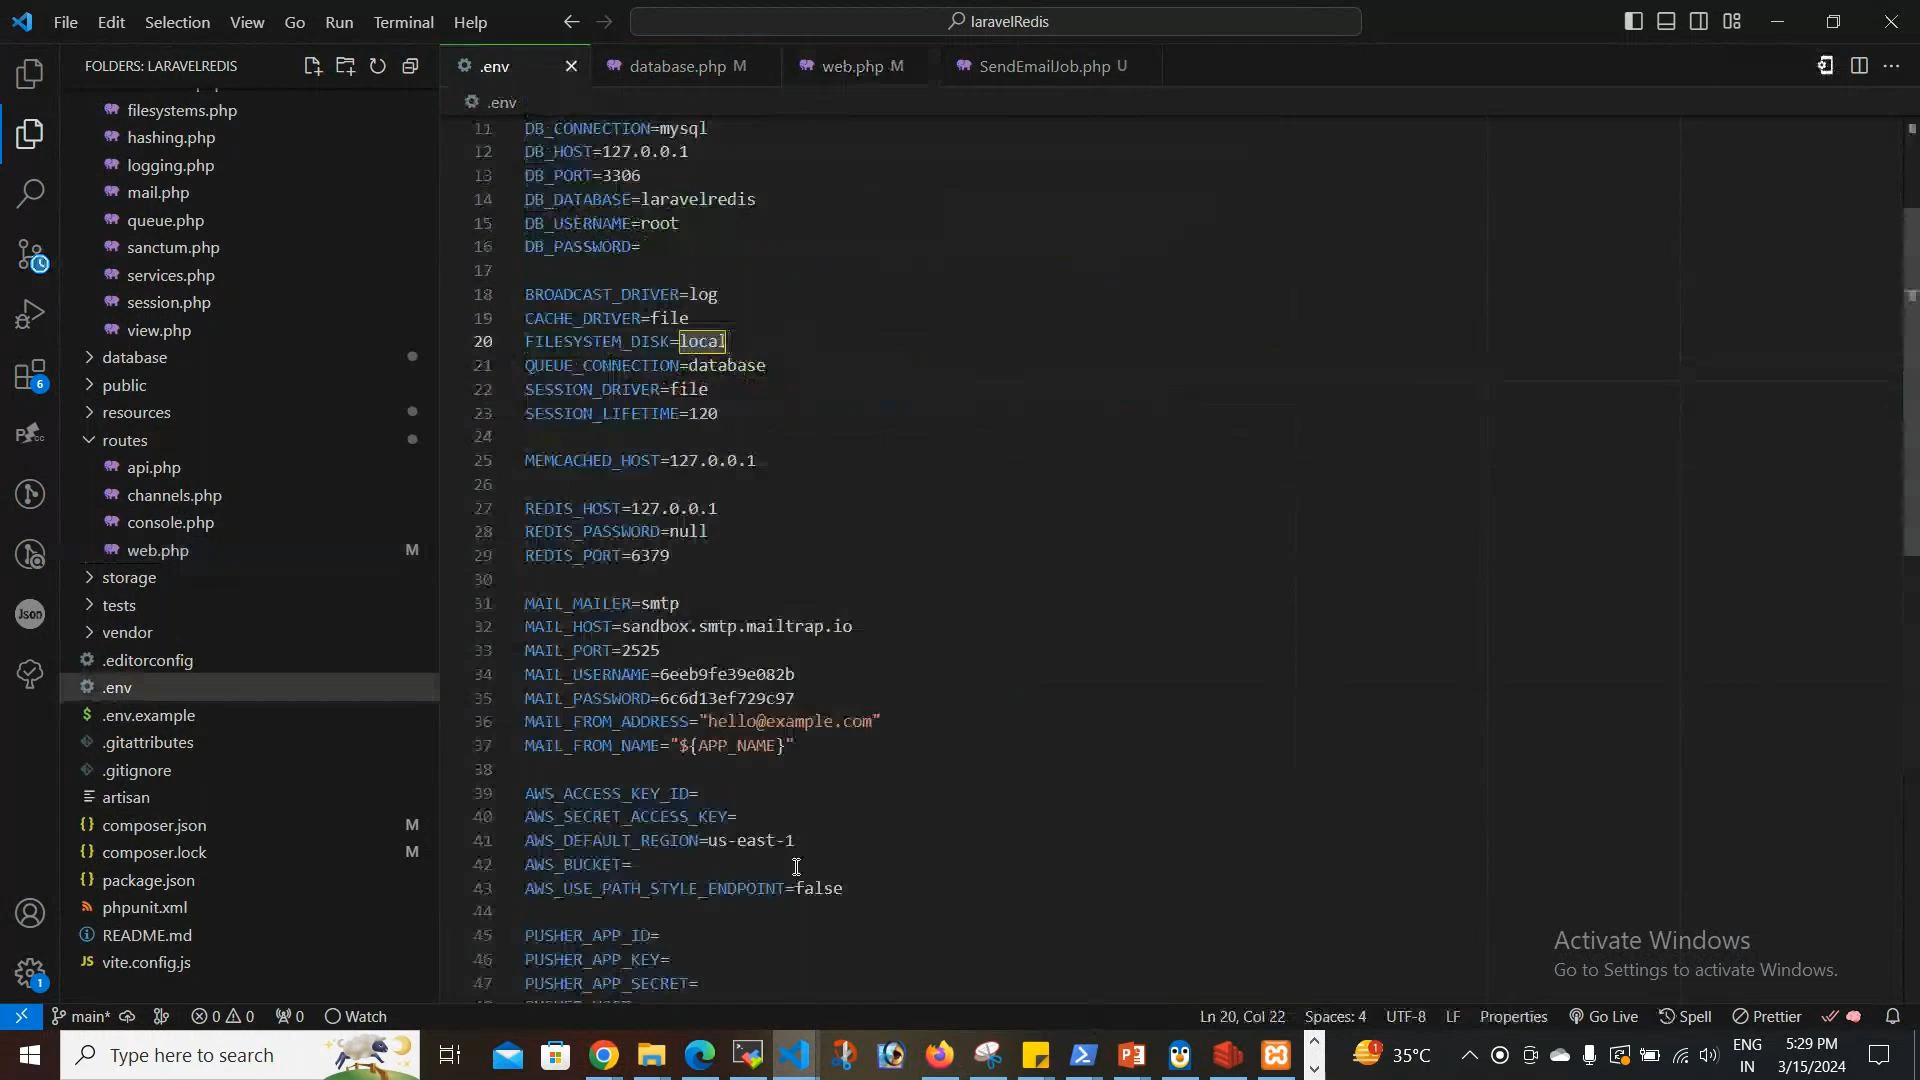 File Edit Selection View Go Run Terminal Help
laravelRedis
FOLDERS: LARAVELREDIS
filesystems.php
hashing.php
logging.php
mail.php
queue.php
sanctum.php
services.php
session.php
view.php
database
public
resources
routes
api.php
channels.php
console.php
web.php M
storage
tests
vendor
.editorconfig
.env
.env.example
.gitattributes
.gitignore
artisan
composer.json M
composer.lock M
package.json
phpunit.xml
README.md
vite.config.js
6
Json
1
.env
database.php M
web.php M
SendEmailJob.php U
.env
11 DB_CONNECTION=mysql
12 DB_HOST=127.0.0.1
13 DB_PORT=3306
14 DB_DATABASE=laravelredis
15 DB_USERNAME=root
16 DB_PASSWORD=
17
18 BROADCAST_DRIVER=log
19 CACHE_DRIVER=file
20 FILESYSTEM_DISK=local
21 QUEUE_CONNECTION=database
22 SESSION_DRIVER=file
23 SESSION_LIFETIME=120
24
25 MEMCACHED_HOST=127.0.0.1
26
27 REDIS_HOST=127.0.0.1
28 REDIS_PASSWORD=null
29 REDIS_PORT=6379
30
31 MAIL_MAILER=smtp
32 MAIL_HOST=sandbox.smtp.mailtrap.io
33 MAIL_PORT=2525
34 MAIL_USERNAME=6eeb9fe39e082b
35 MAIL_PASSWORD=6c6d13ef729c97
36 MAIL_FROM_ADDRESS="hello@example.com"
37 MAIL_FROM_NAME="${APP_NAME}"
38
39 AWS_ACCESS_KEY_ID=
40 AWS_SECRET_ACCESS_KEY=
41 AWS_DEFAULT_REGION=us-east-1
42 AWS_BUCKET=
43 AWS_USE_PATH_STYLE_ENDPOINT=false
44
45 PUSHER_APP_ID=
46 PUSHER_APP_KEY=
47 PUSHER_APP_SECRET=
Activate Windows
Go to Settings to activate Windows.
main* 0 0 0 Watch
Ln 20, Col 22 Spaces: 4 UTF-8 LF Properties Go Live Spell Prettier
Type here to search
35°C
ENG
IN
5:29 PM
3/15/2024